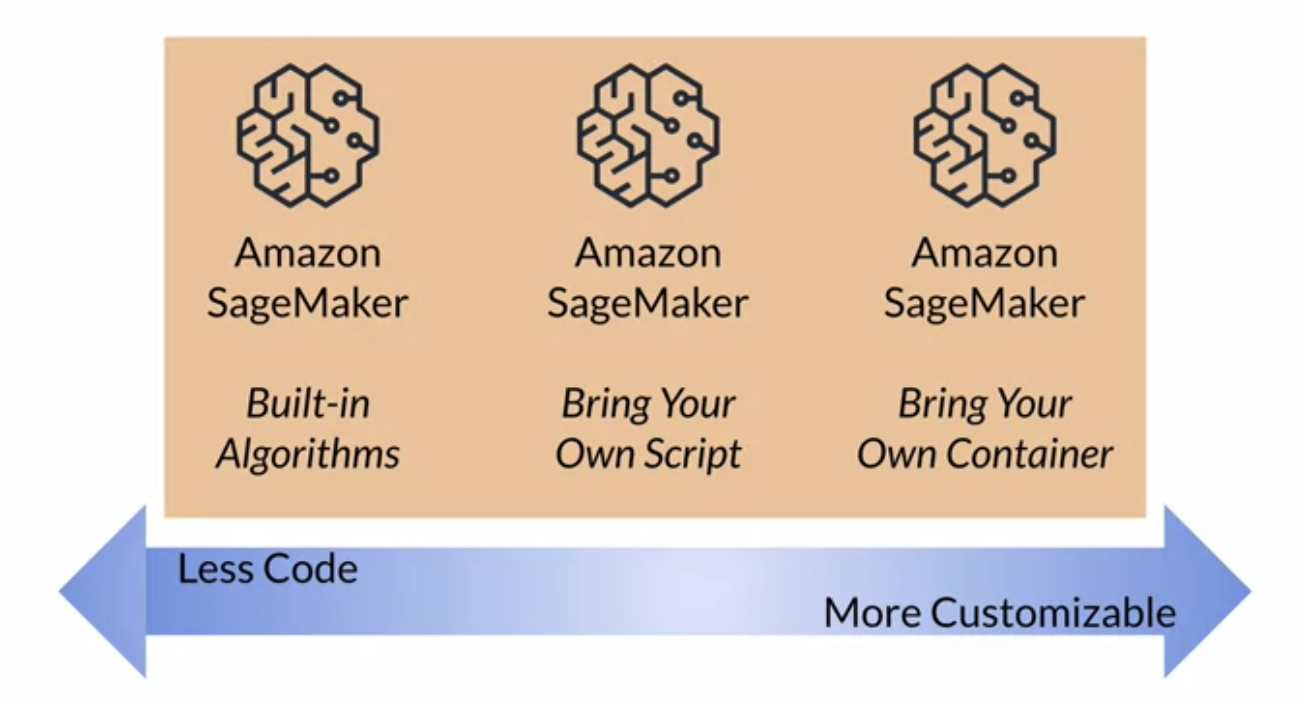 Amazon
SageMaker
Built-in
Algorithms
Amazon
SageMaker
Bring Your
Own Script
Amazon
SageMaker
Bring Your
Own Container
Less Code
More Customizable